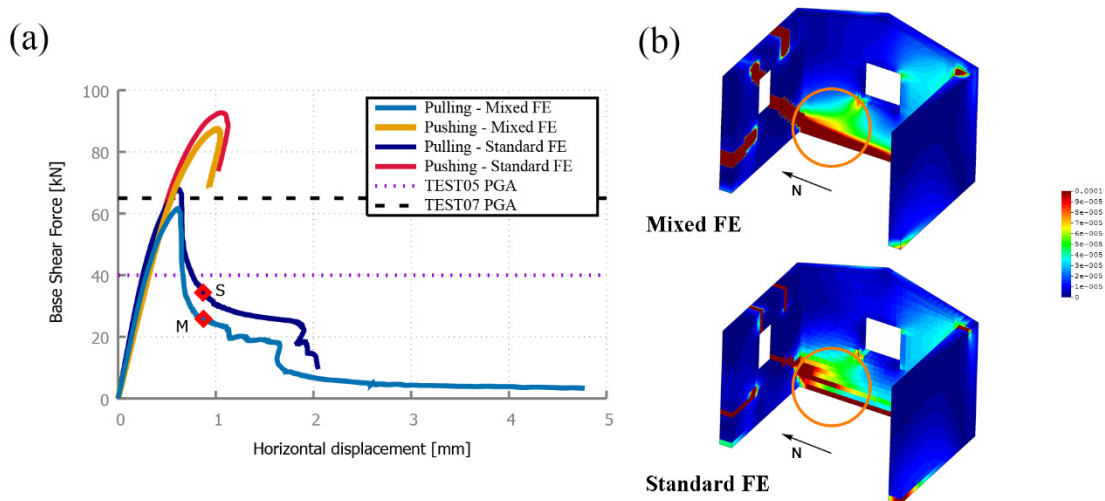 (a)
100
80
60
40
20
0
0
1
2
3
4
5
Base Shear Force [kN]
Horizontal displacement [mm]
Pulling - Mixed FE
Pushing - Mixed FE
Pulling - Standard FE
Pushing - Standard FE
TEST05 PGA
TEST07 PGA
S
M
(b)
N
Mixed FE
N
Standard FE
0.0001
9e-005
8e-005
7e-005
6e-005
5e-005
4e-005
3e-005
2e-005
1e-005
0